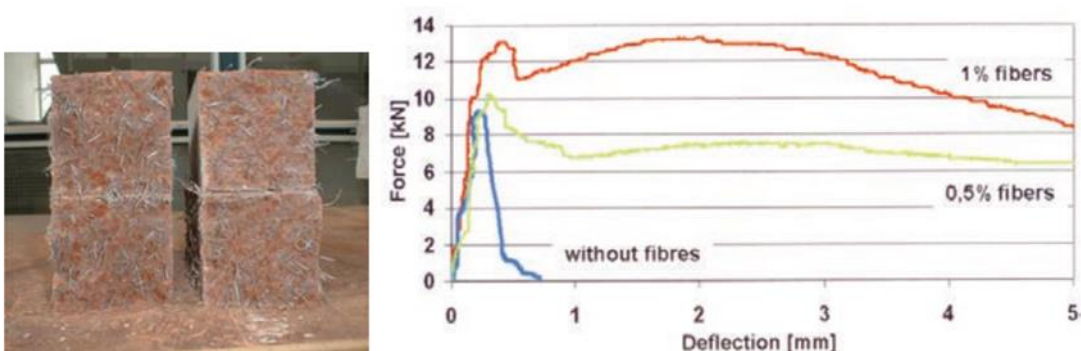 Force [kN]
14
12
10
8
6
4
2
0
1% fibers
0,5% fibers
without fibres
0 1 2 3 4 5
Deflection [mm]